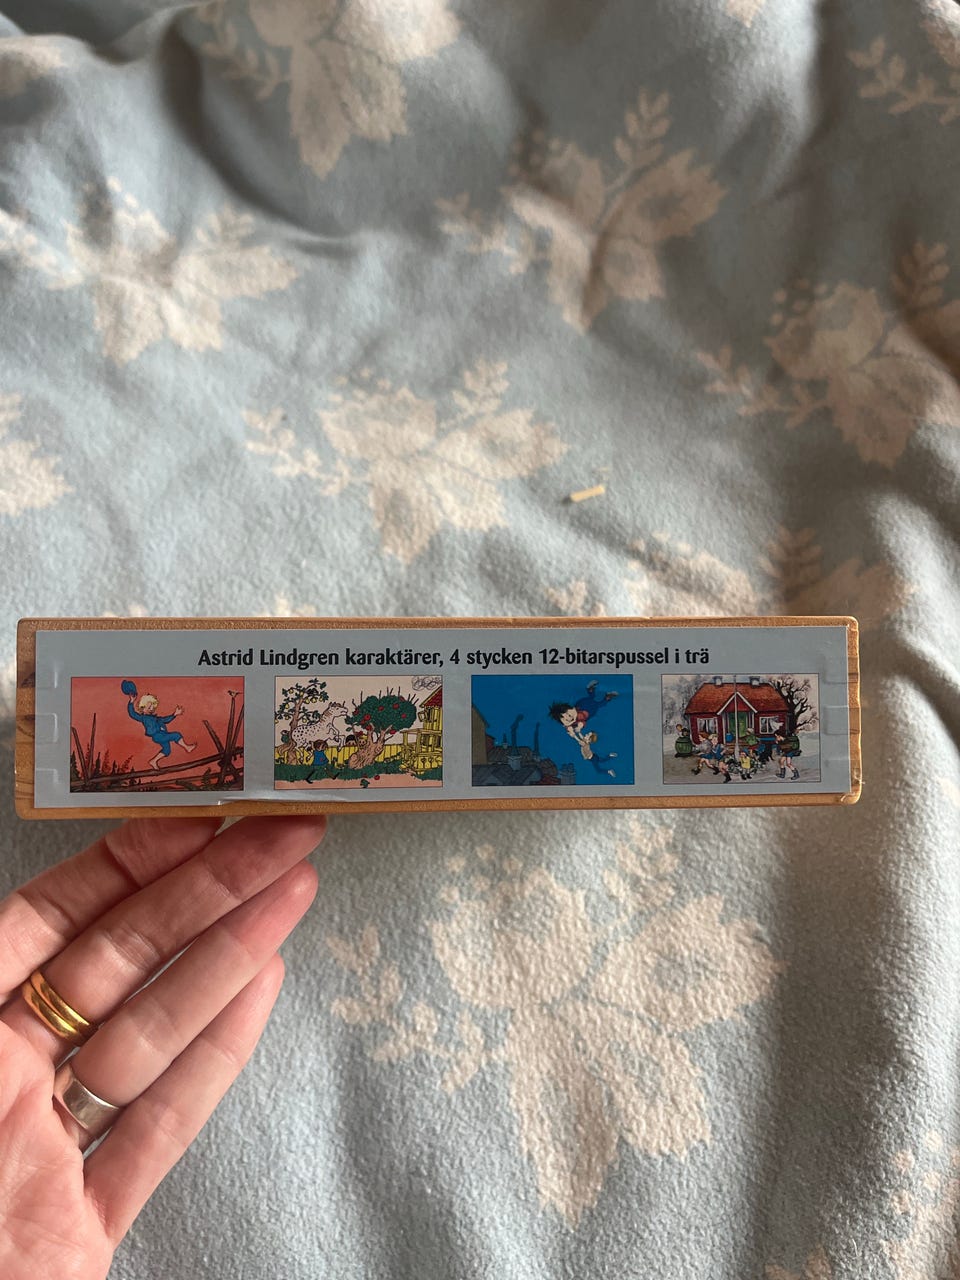 Astrid Lindgren karaktärer, 4 stycken 12-bitarspussel i trä